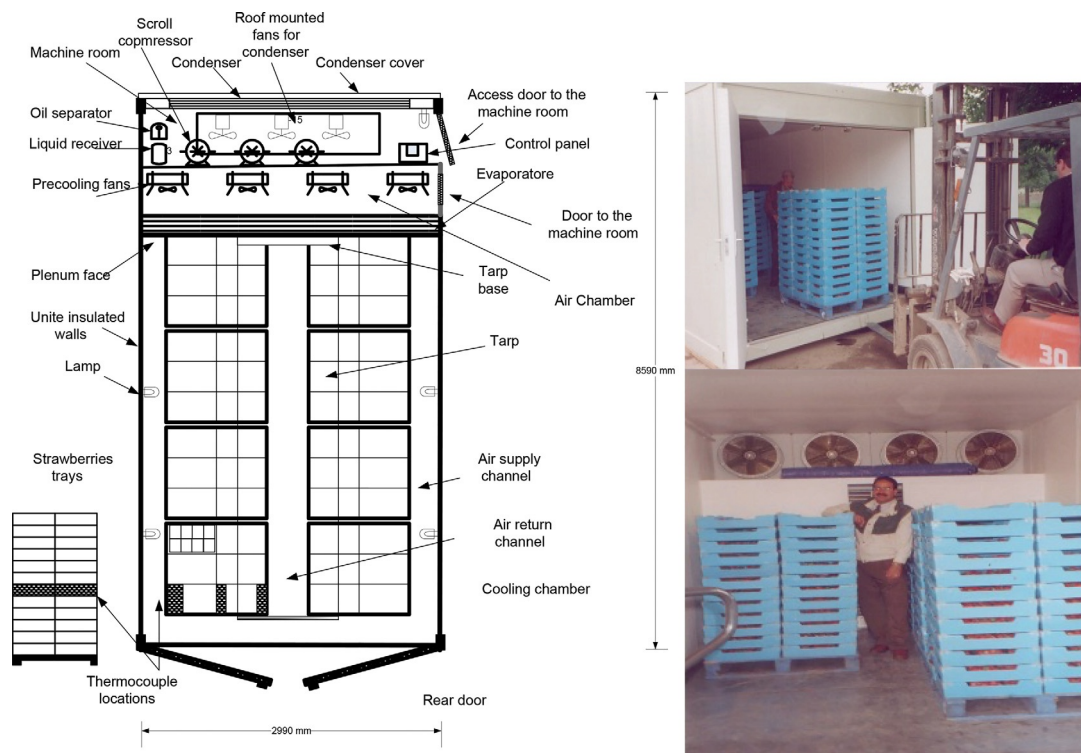 Scroll
copmressor
Roof mounted
fans for
condenser
Machine room
Condenser
Condenser cover
Oil separator
Access door to the
machine room
15
Liquid receiver
3
Control panel
Precooling fans
Evaporatore
Door to the
machine room
Plenum face
Tarp
base
Air Chamber
Unite insulated
walls
Tarp
Lamp
8590 mm
30
Strawberries
trays
Air supply
channel
Air return
channel
Cooling chamber
Thermocouple
locations
Rear door
2990 mm